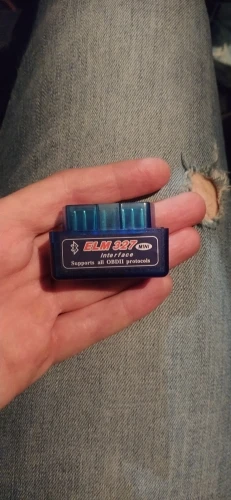 ELM 327 MINI
Interface
Supports all OBDII protocols